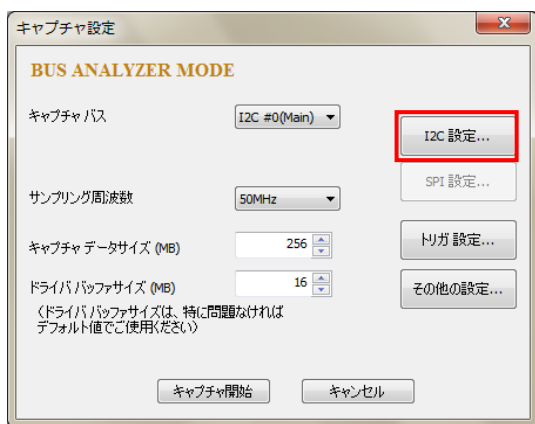 キャプチャ設定
BUS ANALYZER MODE
キャプチャ バス
I2C #0(Main)
I2C 設定...
SPI 設定...
サンプリング周波数
50MHz
トリガ 設定...
キャプチャ データサイズ (MB)
256
ドライバ バッファサイズ (MB)
16
その他の設定...
(ドライバ バッファサイズは、特に問題なければ
デフォルト値でご使用ください)
キャプチャ開始
キャンセル